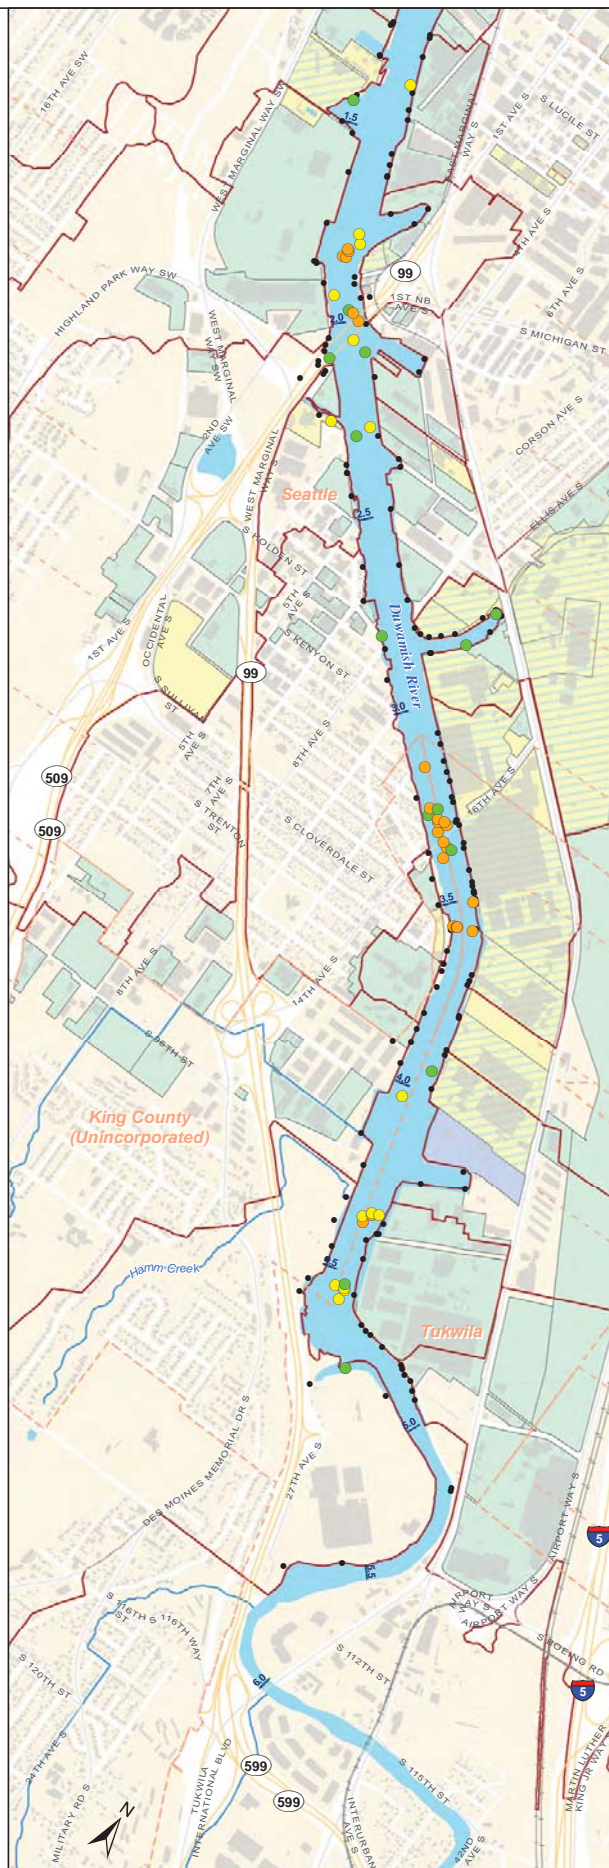 16TH AVE SW
WEST MARGINAL WAY SW
1.5
EAST MARGINAL
WAY S
1ST AVE S
S LUCILE ST
4TH AVE S
6TH AVE S
99
HIGHLAND PARK WAY SW
1ST NB
AVE S
2.0
WEST MARGINAL
WAY SW
S MICHIGAN ST
2ND
AVE SW
CORSON AVE S
WEST MARGINAL
WAY S
Seattle
2.5
ELLIS AVE S
S HOLDEN ST
5TH
AVE S
OCCIDENTAL
AVE S
1ST AVE S
S KENYON ST
Duwamish River
99
S SULLIVAN
ST
3.0
5TH
AVE S
8TH AVE S
509
7TH
AVE S
16TH AVE S
S TRENTON
ST
509
S CLOVERDALE ST
3.5
8TH AVE S
14TH AVE S
S 96TH ST
4.0
King County
(Unincorporated)
Hamm Creek
Tukwila
5.0
DES MOINES MEMORIAL DR S
27TH AVE S
AIRPORT WAY S
5
5.5
AIRPORT
WAY S
AIRPORT WAY S
S 116TH
ST
S 116TH WAY
S BOEING RD
S 112TH ST
S 120TH ST
6.0
5
24TH AVE S
S 115TH ST
599
599
MILITARY RD S
TUKWILA
INTERNATIONAL BLVD
INTERURBAN
AVE S
42ND
AVE S
MARTIN LUTHER
KING JR WAY
N